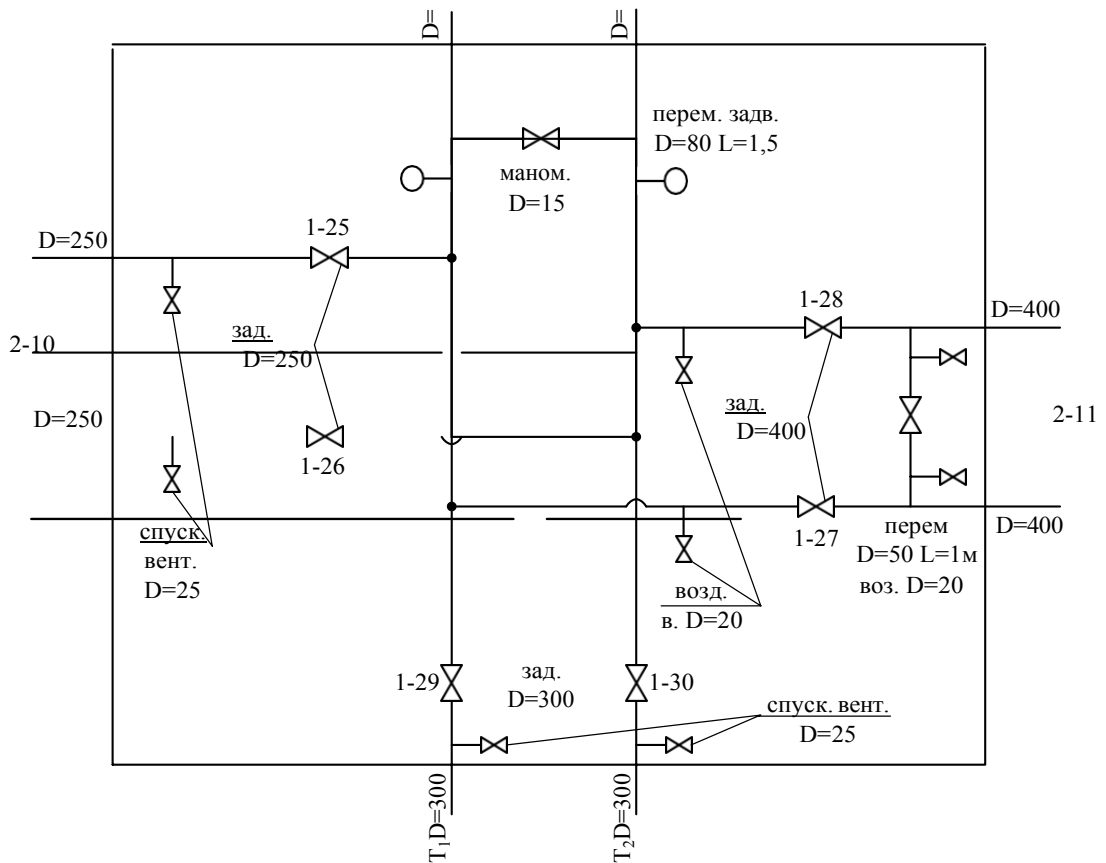 D=
D=
перем. задв.
D=80 L=1,5
маном.
D=15
1-25
D=250
1-28
D=400
зад.
D=250
2-10
D=250
1-26
зад.
D=400
2-11
спуск.
вент.
D=25
1-27
D=400
перем
D=50 L=1м
воз. D=20
возд.
в. D=20
1-29
зад.
D=300
1-30
спуск. вент.
D=25
T₁D=300
T₂D=300